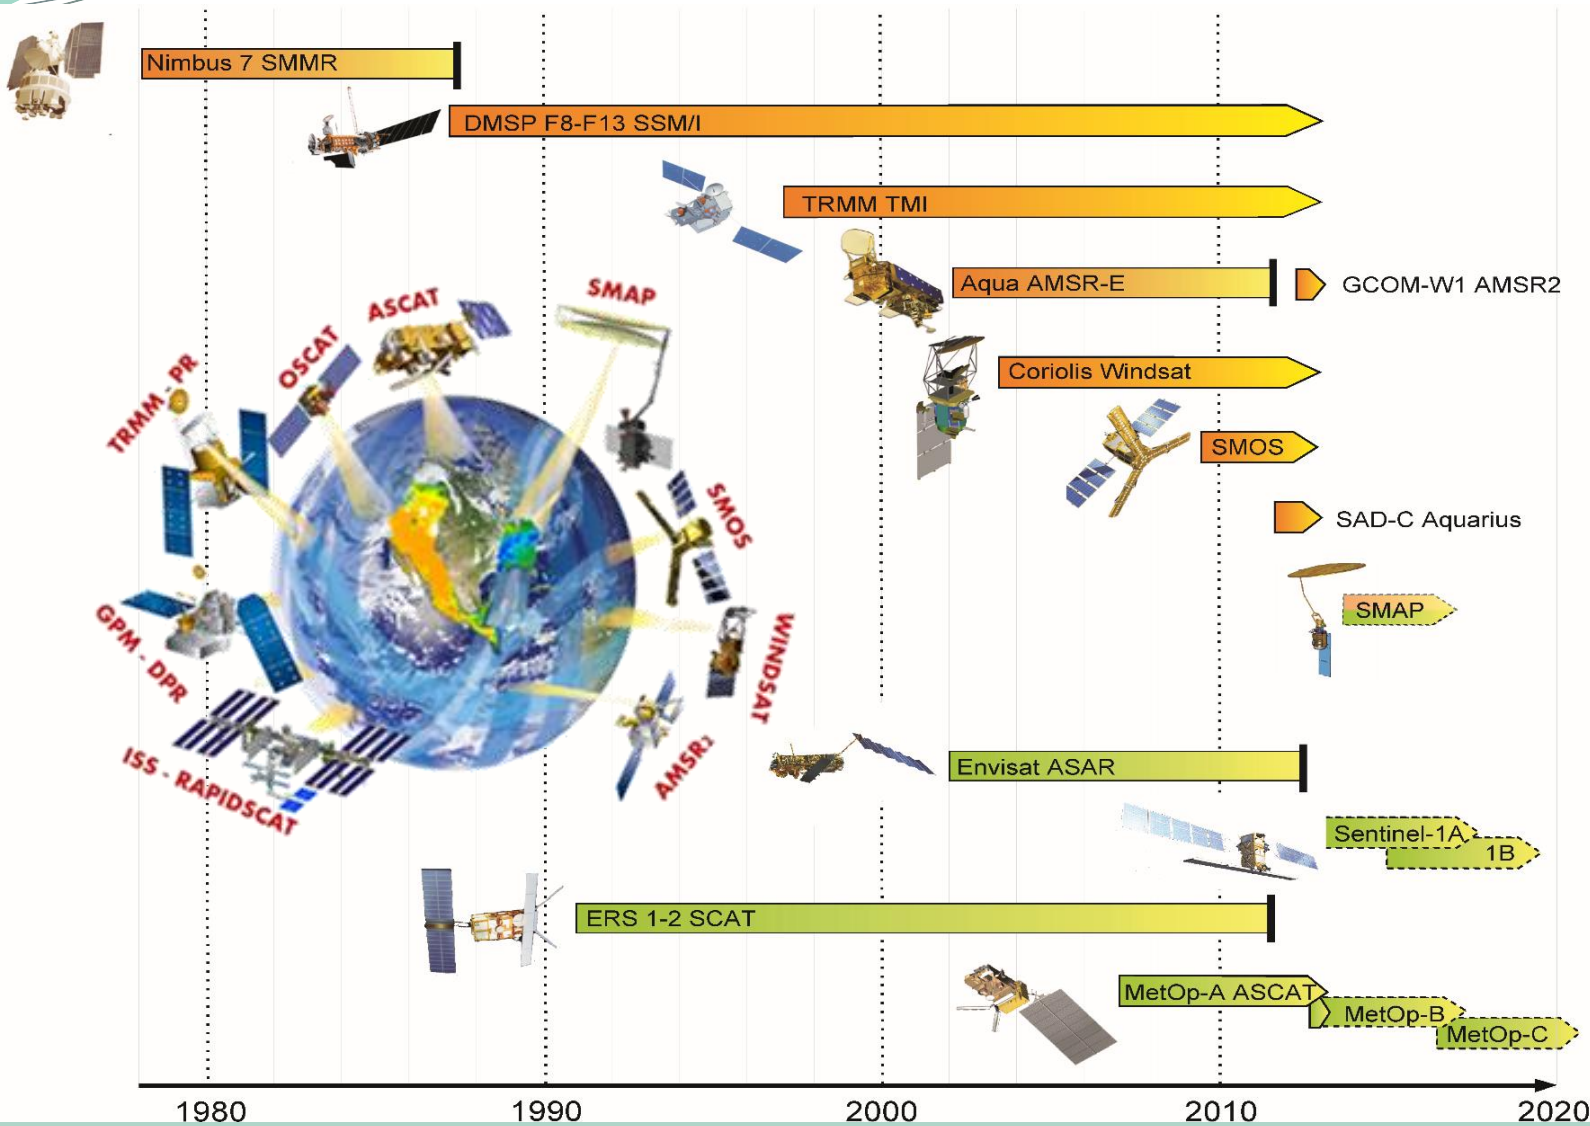 Nimbus 7 SMMR
DMSP F8-F13 SSM/I
TRMM TMI
Aqua AMSR-E
GCOM-W1 AMSR2
Coriolis Windsat
SMOS
SAD-C Aquarius
SMAP
TRMM - PR
OSCAT
ASCAT
SMAP
SMOS
WINDSAT
AMSR2
ISS - RAPIDSCAT
GPM - DPR
Envisat ASAR
Sentinel-1A
1B
ERS 1-2 SCAT
MetOp-A ASCAT
MetOp-B
MetOp-C
1980 1990 2000 2010 2020